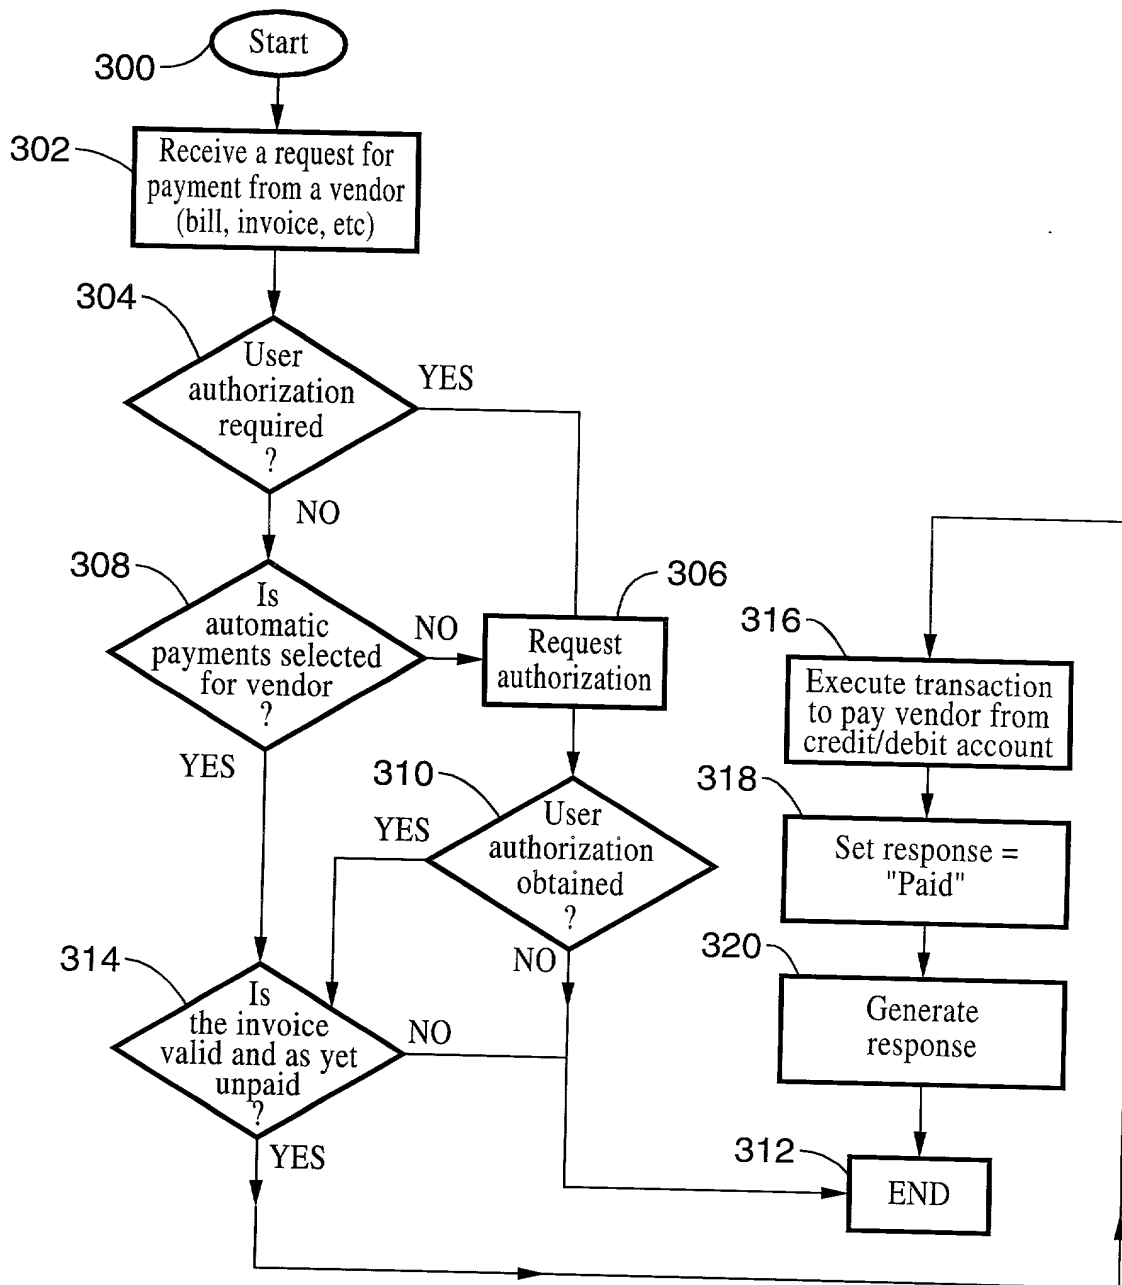 Start
300
302
Receive a request for
payment from a vendor
(bill, invoice, etc)
304
User
authorization
required
?
YES
NO
308
Is
automatic
payments selected
for vendor
?
NO
YES
306
Request
authorization
310
User
authorization
obtained
?
YES
NO
314
Is
the invoice
valid and as yet
unpaid
?
NO
YES
316
Execute transaction
to pay vendor from
credit/debit account
318
Set response =
"Paid"
320
Generate
response
312
END